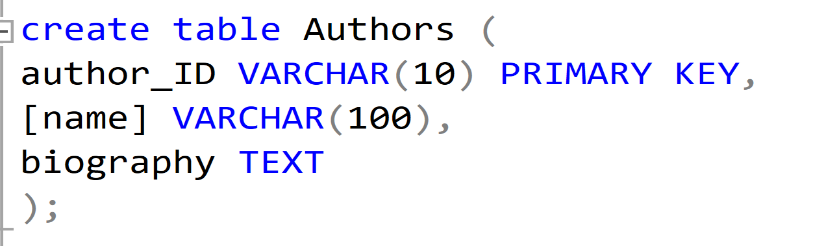 create table Authors (
author_ID VARCHAR(10) PRIMARY KEY,
[name] VARCHAR(100),
biography TEXT
);